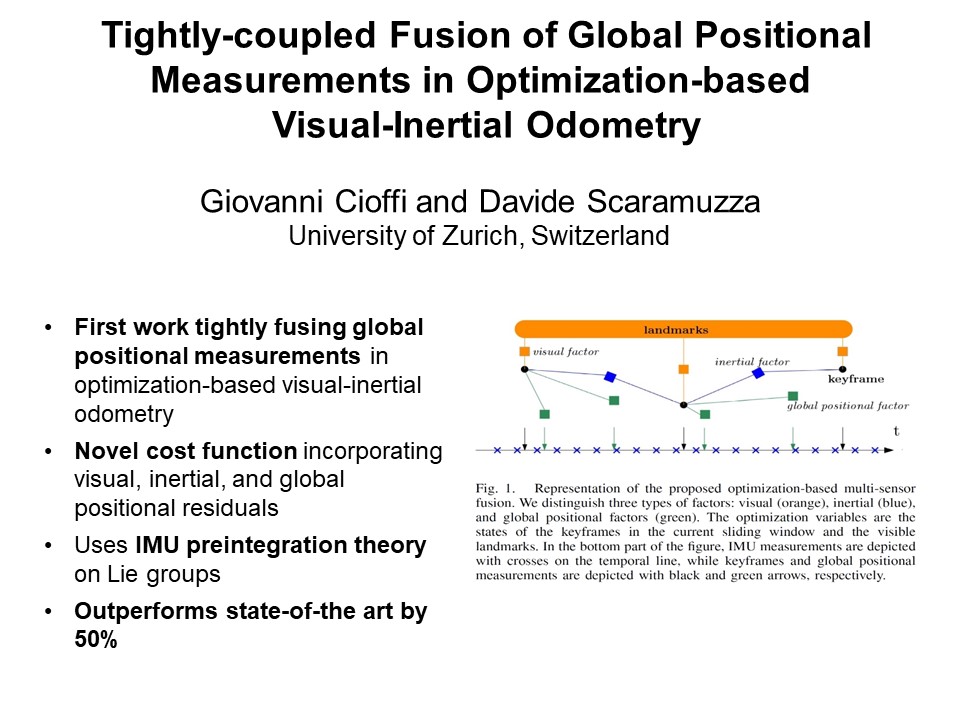 Tightly-coupled Fusion of Global Positional
Measurements in Optimization-based
Visual-Inertial Odometry
Giovanni Cioffi and Davide Scaramuzza
University of Zurich, Switzerland
• First work tightly fusing global
positional measurements in
optimization-based visual-inertial
odometry
• Novel cost function incorporating
visual, inertial, and global
positional residuals
• Uses IMU preintegration theory
on Lie groups
• Outperforms state-of-the art by
50%
landmarks
visual factor
inertial factor
keyframe
global positional factor
t
Fig. 1. Representation of the proposed optimization-based multi-sensor
fusion. We distinguish three types of factors: visual (orange), inertial (blue),
and global positional factors (green). The optimization variables are the
states of the keyframes in the current sliding window and the visible
landmarks. In the bottom part of the figure, IMU measurements are depicted
with crosses on the temporal line, while keyframes and global positional
measurements are depicted with black and green arrows, respectively.